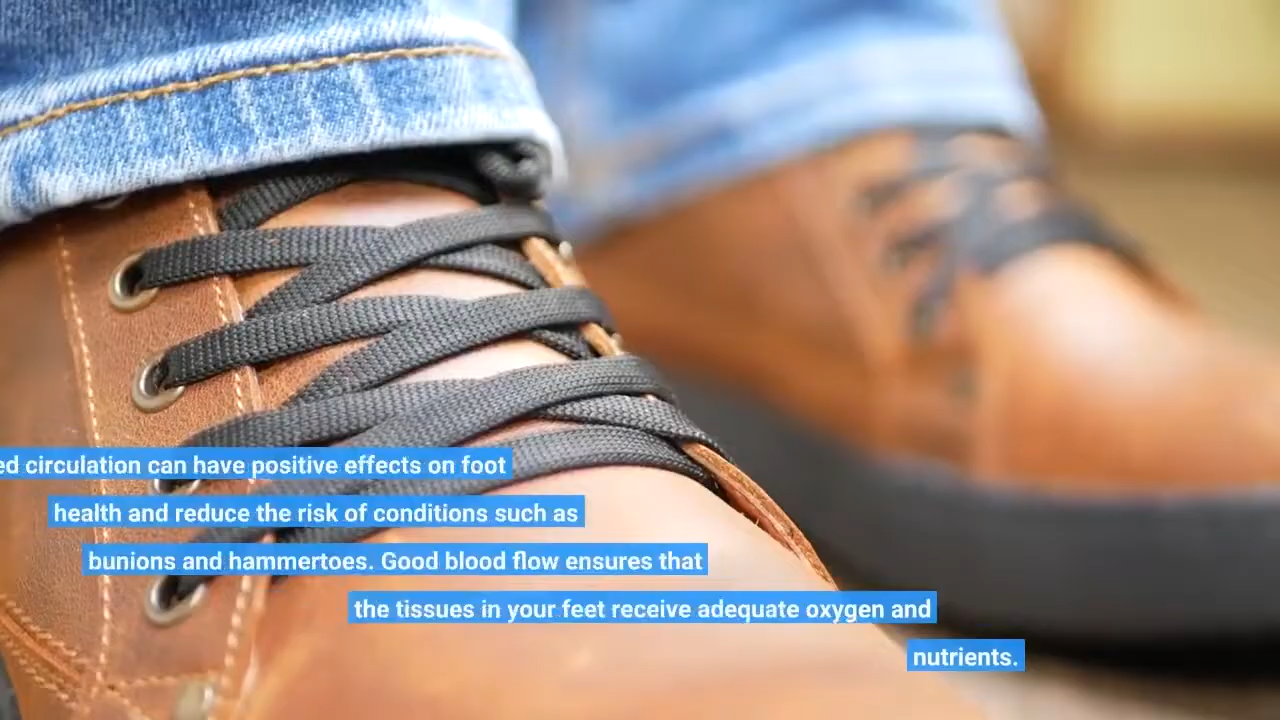 circulation can have positive effects on foot
health and reduce the risk of conditions such as
bunions and hammertoes. Good blood flow ensures that
the tissues in your feet receive adequate oxygen and
nutrients.